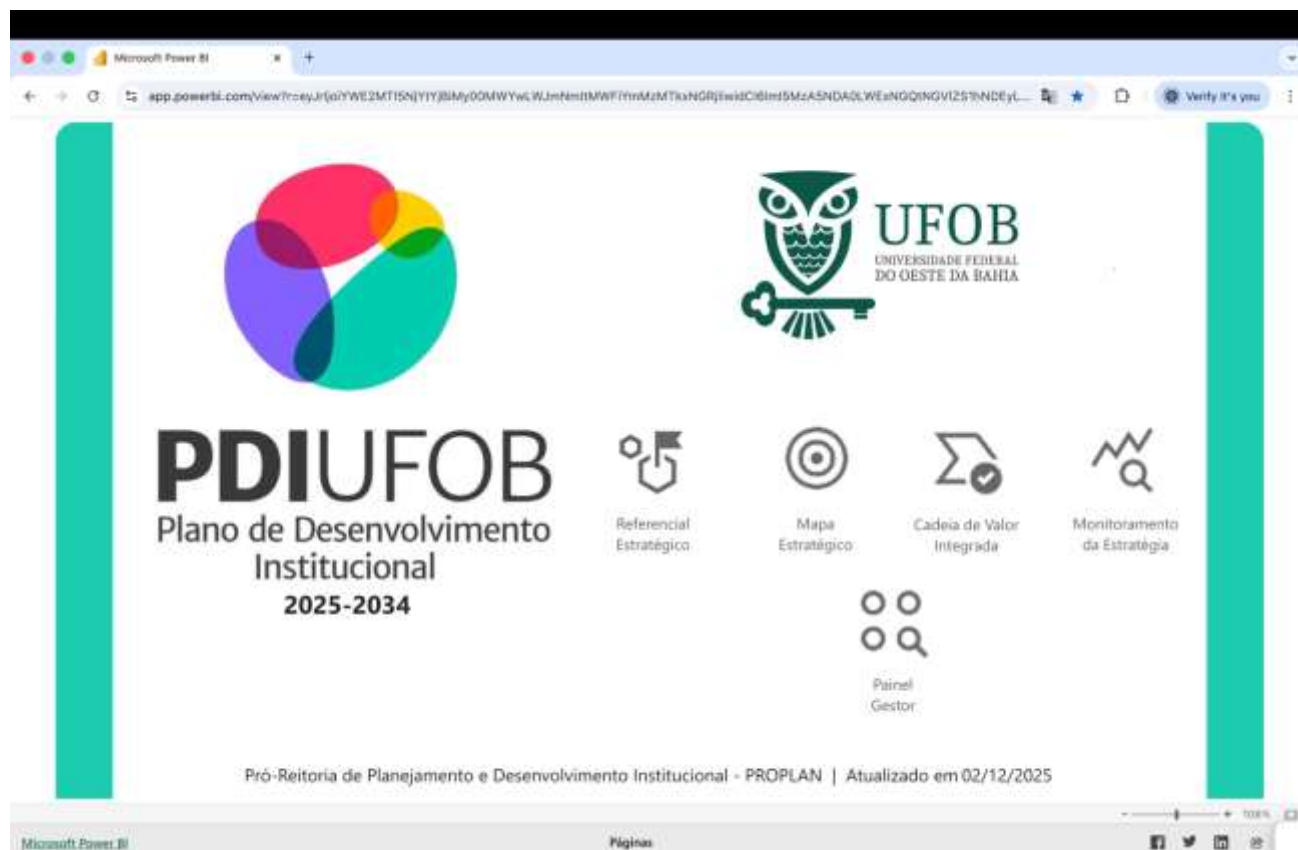 Microsoft Power BI
Verify it's you
UFOB
UNIVERSIDADE FEDERAL
DO OESTE DA BAHIA
PDIUFOB
Plano de Desenvolvimento
Institucional
2025-2034
Referencial
Estratégico
Mapa
Estratégico
Cadeia de Valor
Integrada
Monitoramento
da Estratégia
Painel
Gestor
Pró-Reitoria de Planejamento e Desenvolvimento Institucional - PROPLAN | Atualizado em 02/12/2025
Microsoft Power BI
Páginas